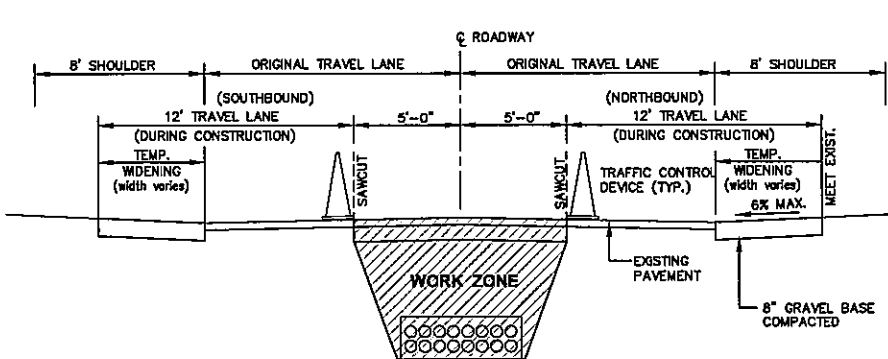 ℄ ROADWAY
8' SHOULDER
ORIGINAL TRAVEL LANE
ORIGINAL TRAVEL LANE
8' SHOULDER
(SOUTHBOUND)
(NORTHBOUND)
12' TRAVEL LANE
5'-0"
5'-0"
12' TRAVEL LANE
(DURING CONSTRUCTION)
(DURING CONSTRUCTION)
TEMP.
WIDENING
(width varies)
SAWCUT
SAWCUT
TRAFFIC CONTROL
DEVICE (TYP.)
TEMP.
WIDENING
(width varies)
MEET EXIST.
6% MAX.
EXISTING
PAVEMENT
WORK ZONE
8" GRAVEL BASE
COMPACTED